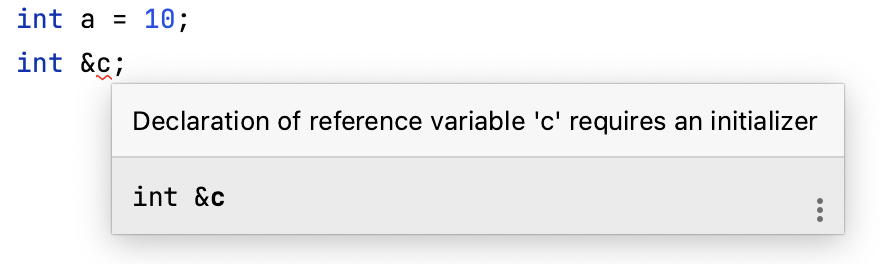 int a = 10;
int &c;
Declaration of reference variable 'c' requires an initializer
int &c